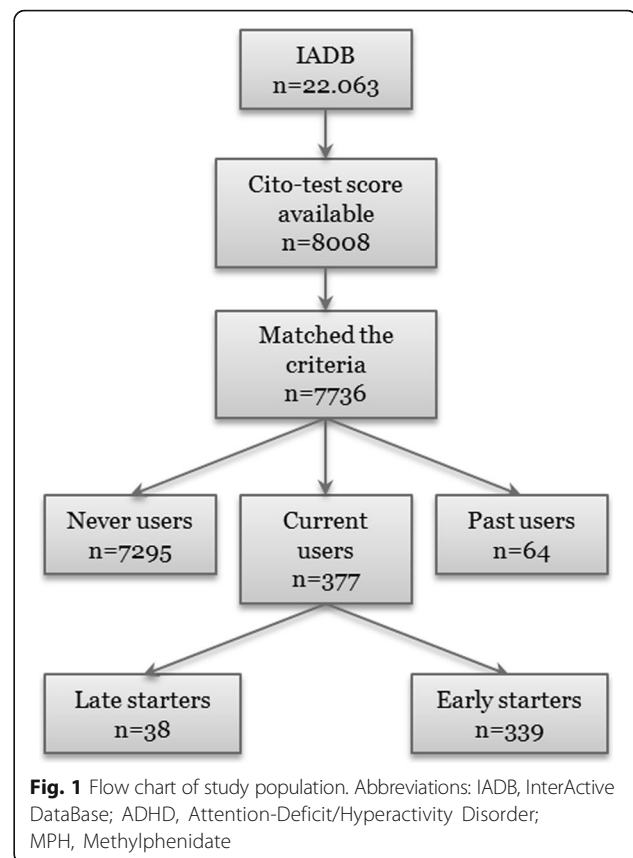 IADB
n=22.063
Cito-test score
available
n=8008
Matched the
criteria
n=7736
Never users
n=7295
Current
users
n=377
Past users
n=64
Late starters
n=38
Early starters
n=339
Fig. 1 Flow chart of study population. Abbreviations: IADB, InterActive
DataBase; ADHD, Attention-Deficit/Hyperactivity Disorder;
MPH, Methylphenidate